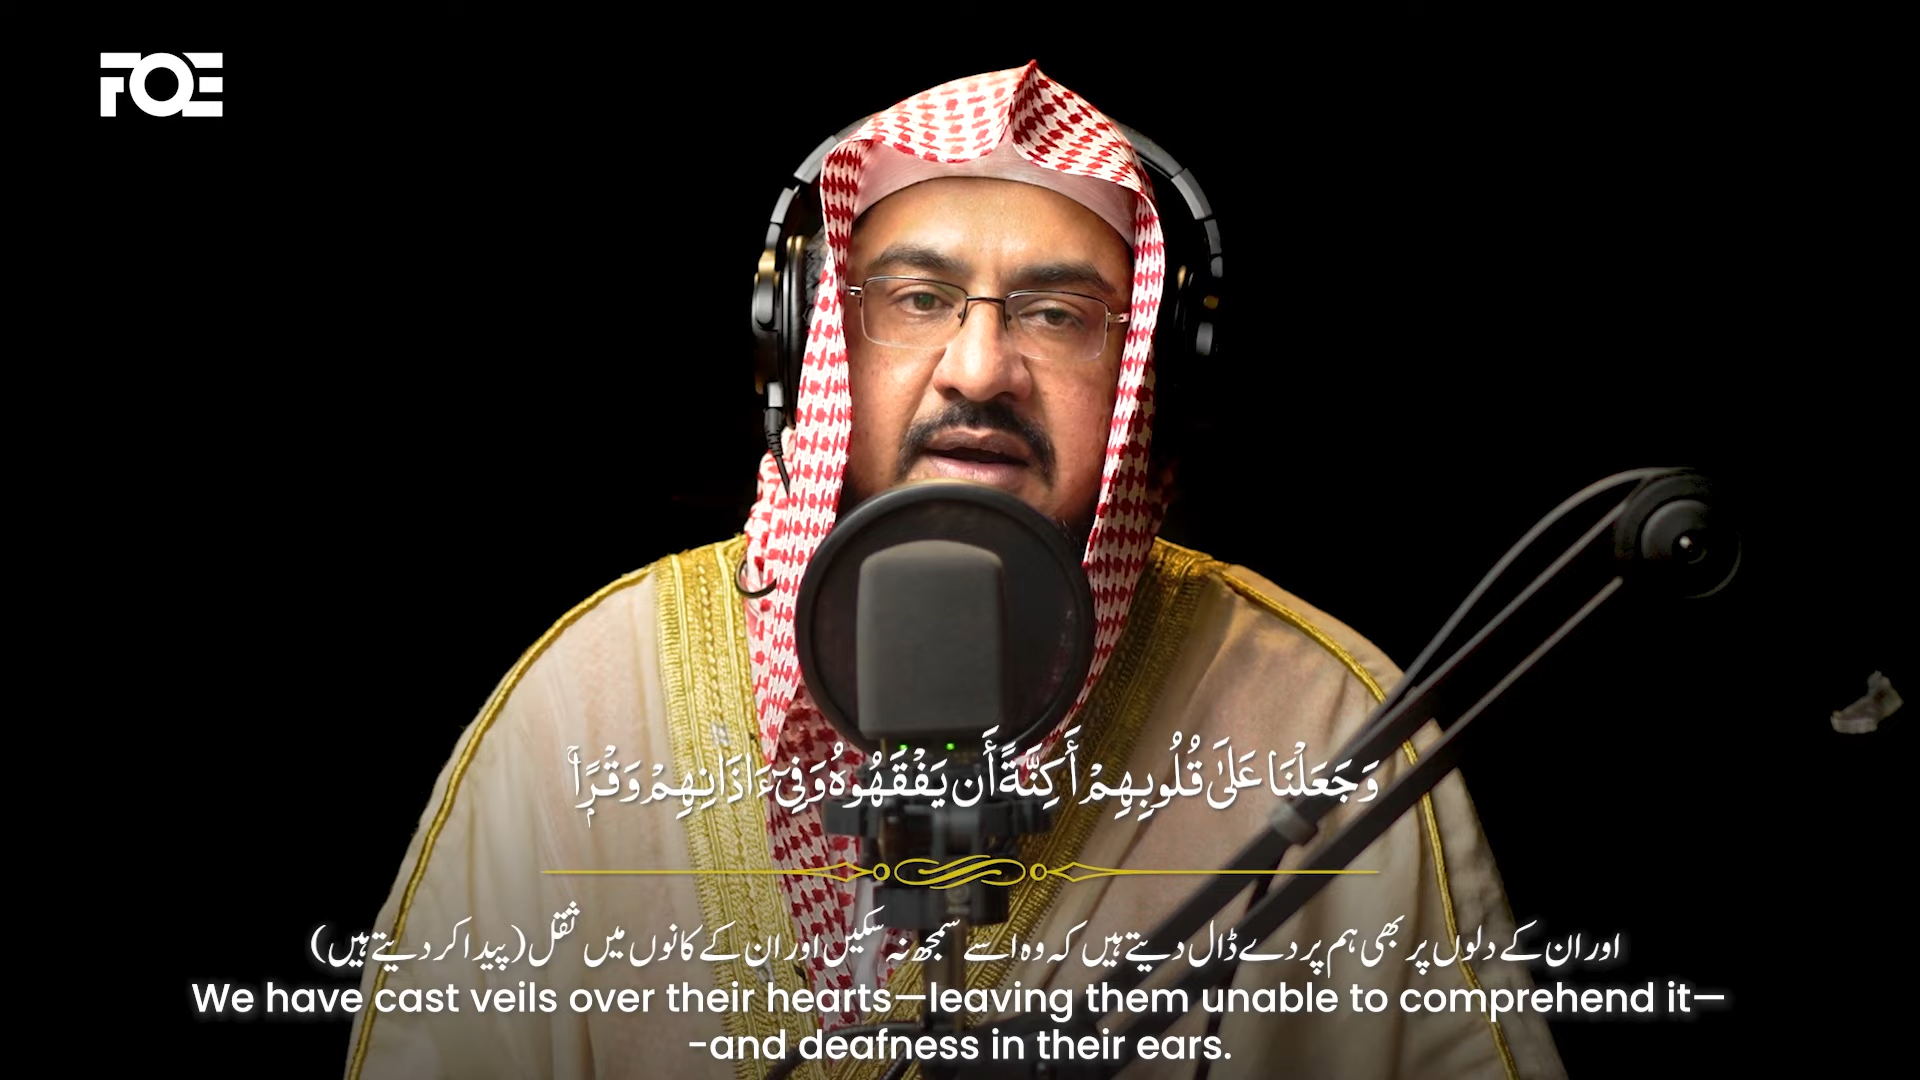 FOE
وَجَعَلْنَا عَلَىٰ قُلُوبِهِمْ أَكِنَّةً أَن يَفْقَهُوهُ وَفِىٓ ءَاذَانِهِمْ وَقْرًۭا ۚ
اور ان کے دلوں پر بھی ہم پردے ڈال دیتے ہیں کہ وہ اسے سمجھ نہ سکیں اور ان کے کانوں میں ثقل (پیدا کر دیتے ہیں)
We have cast veils over their hearts—leaving them unable to comprehend it—
-and deafness in their ears.